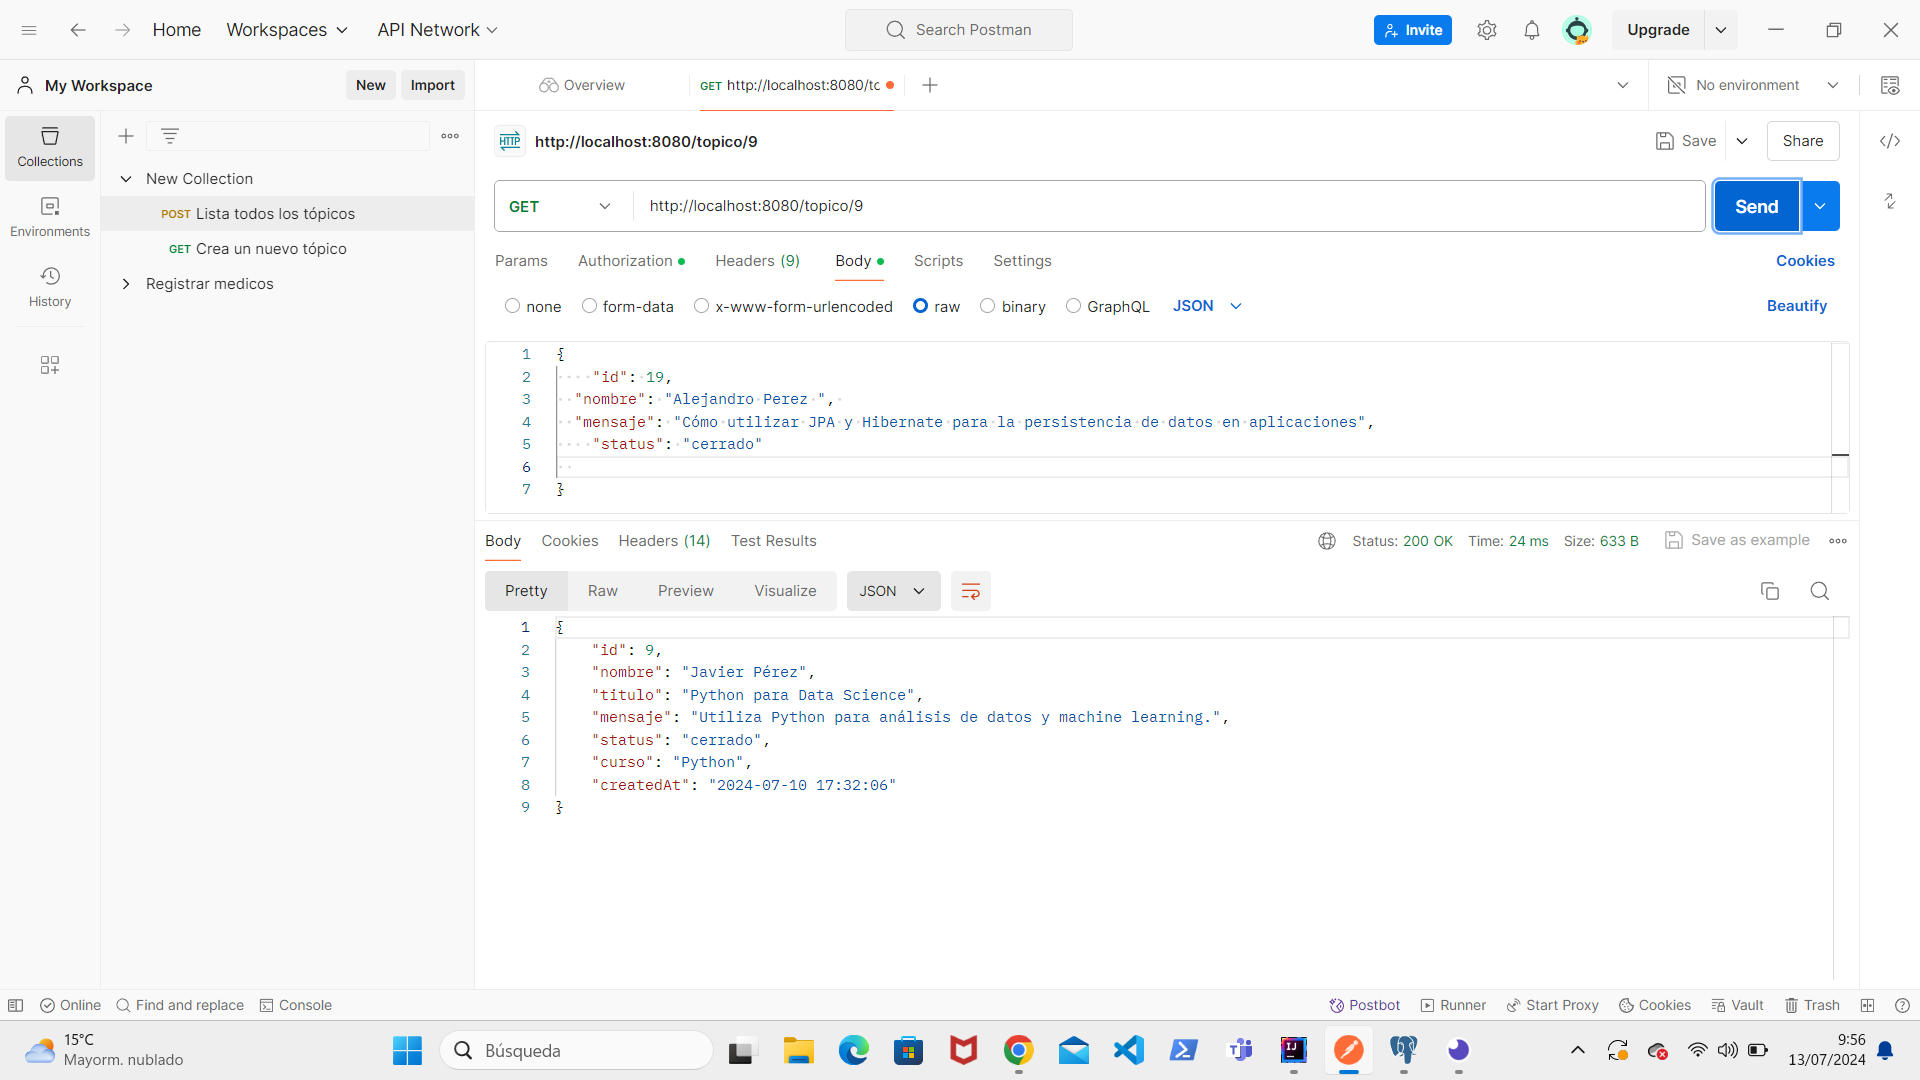 Home
Workspaces
API Network
Search Postman
Invite
Upgrade
My Workspace
New
Import
Overview
GET http://localhost:8080/tc
No environment
Collections
Environments
History
New Collection
POST Lista todos los tópicos
GET Crea un nuevo tópico
Registrar medicos
HTTP http://localhost:8080/topico/9
Save
Share
GET http://localhost:8080/topico/9
Send
Params Authorization Headers (9) Body Scripts Settings Cookies
none form-data x-www-form-urlencoded raw binary GraphQL JSON Beautify
1 {
2 "id": 19,
3 "nombre": "Alejandro Perez ",
4 "mensaje": "Cómo utilizar JPA y Hibernate para la persistencia de datos en aplicaciones",
5 "status": "cerrado"
6
7 }
Body Cookies Headers (14) Test Results Status: 200 OK Time: 24 ms Size: 633 B Save as example
Pretty Raw Preview Visualize JSON
1 {
2 "id": 9,
3 "nombre": "Javier Pérez",
4 "titulo": "Python para Data Science",
5 "mensaje": "Utiliza Python para análisis de datos y machine learning.",
6 "status": "cerrado",
7 "curso": "Python",
8 "createdAt": "2024-07-10 17:32:06"
9 }
Online Find and replace Console Postbot Runner Start Proxy Cookies Vault Trash
15°C
Mayorm. nublado
Búsqueda
9:56
13/07/2024